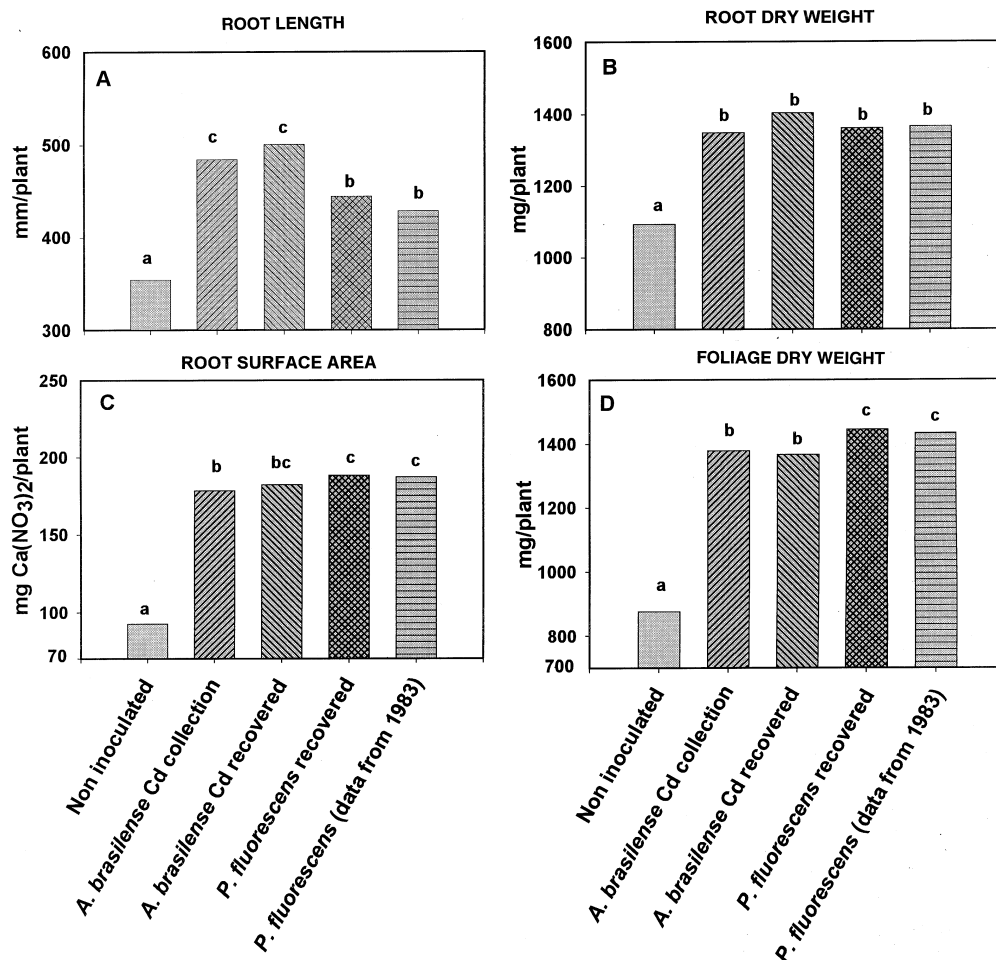 ROOT LENGTH
A
600
500
400
300
mm/plant
a
c
c
b
b
ROOT DRY WEIGHT
B
1600
1400
1200
1000
800
mg/plant
a
b
b
b
b
ROOT SURFACE AREA
C
250
200
150
100
70
mg Ca(NO3)2/plant
a
b
bc
c
c
Non inoculated
A. brasilense Cd collection
A. brasilense Cd recovered
P. fluorescens recovered
P. fluorescens (data from 1983)
FOLIAGE DRY WEIGHT
D
1600
1400
1200
1000
800
700
mg/plant
a
b
b
c
c
Non inoculated
A. brasilense Cd collection
A. brasilense Cd recovered
P. fluorescens recovered
P. fluorescens (data from 1983)